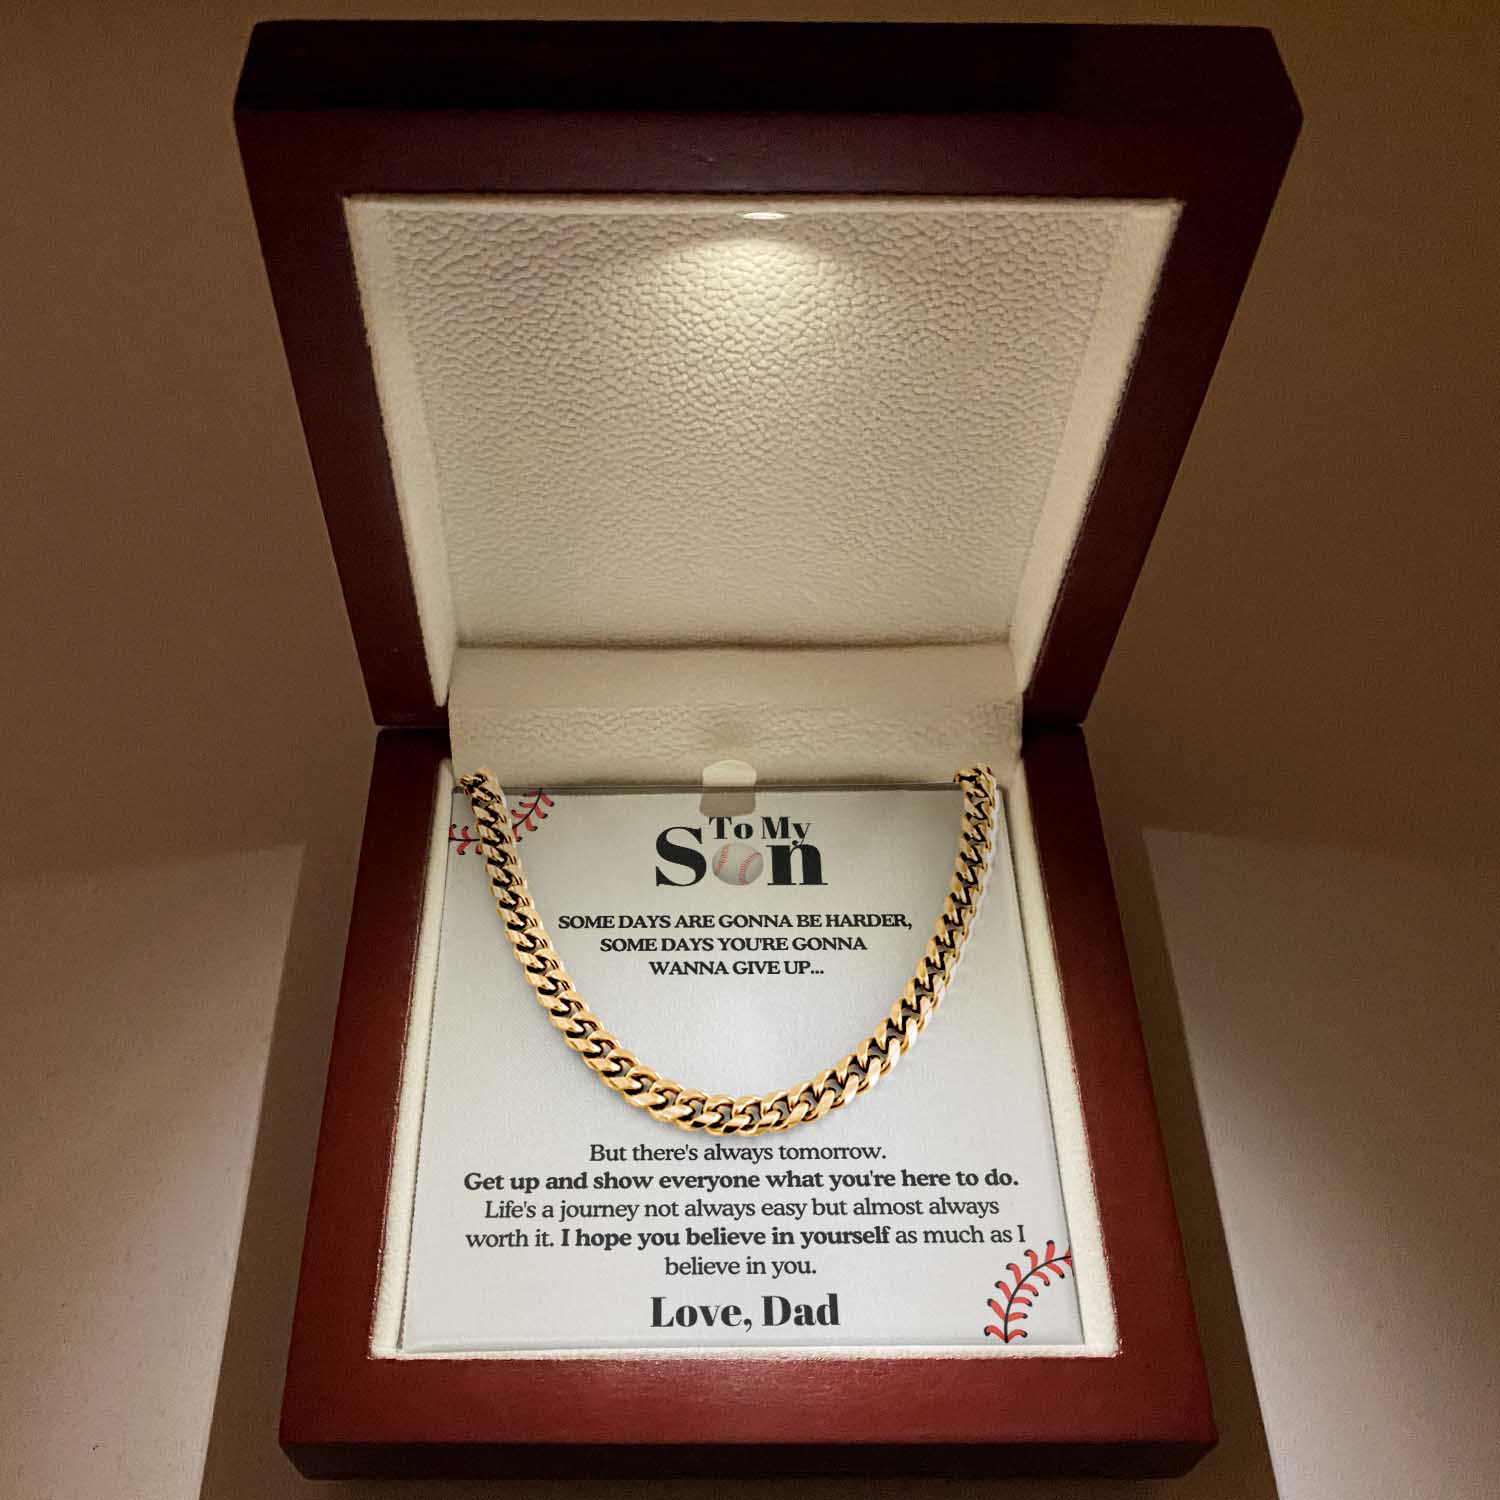 To My
Son
SOME DAYS ARE GONNA BE HARDER,
SOME DAYS YOU'RE GONNA
WANNA GIVE UP...
But there's always tomorrow.
Get up and show everyone what you're here to do.
Life's a journey not always easy but almost always
worth it. I hope you believe in yourself as much as I
believe in you.
Love, Dad